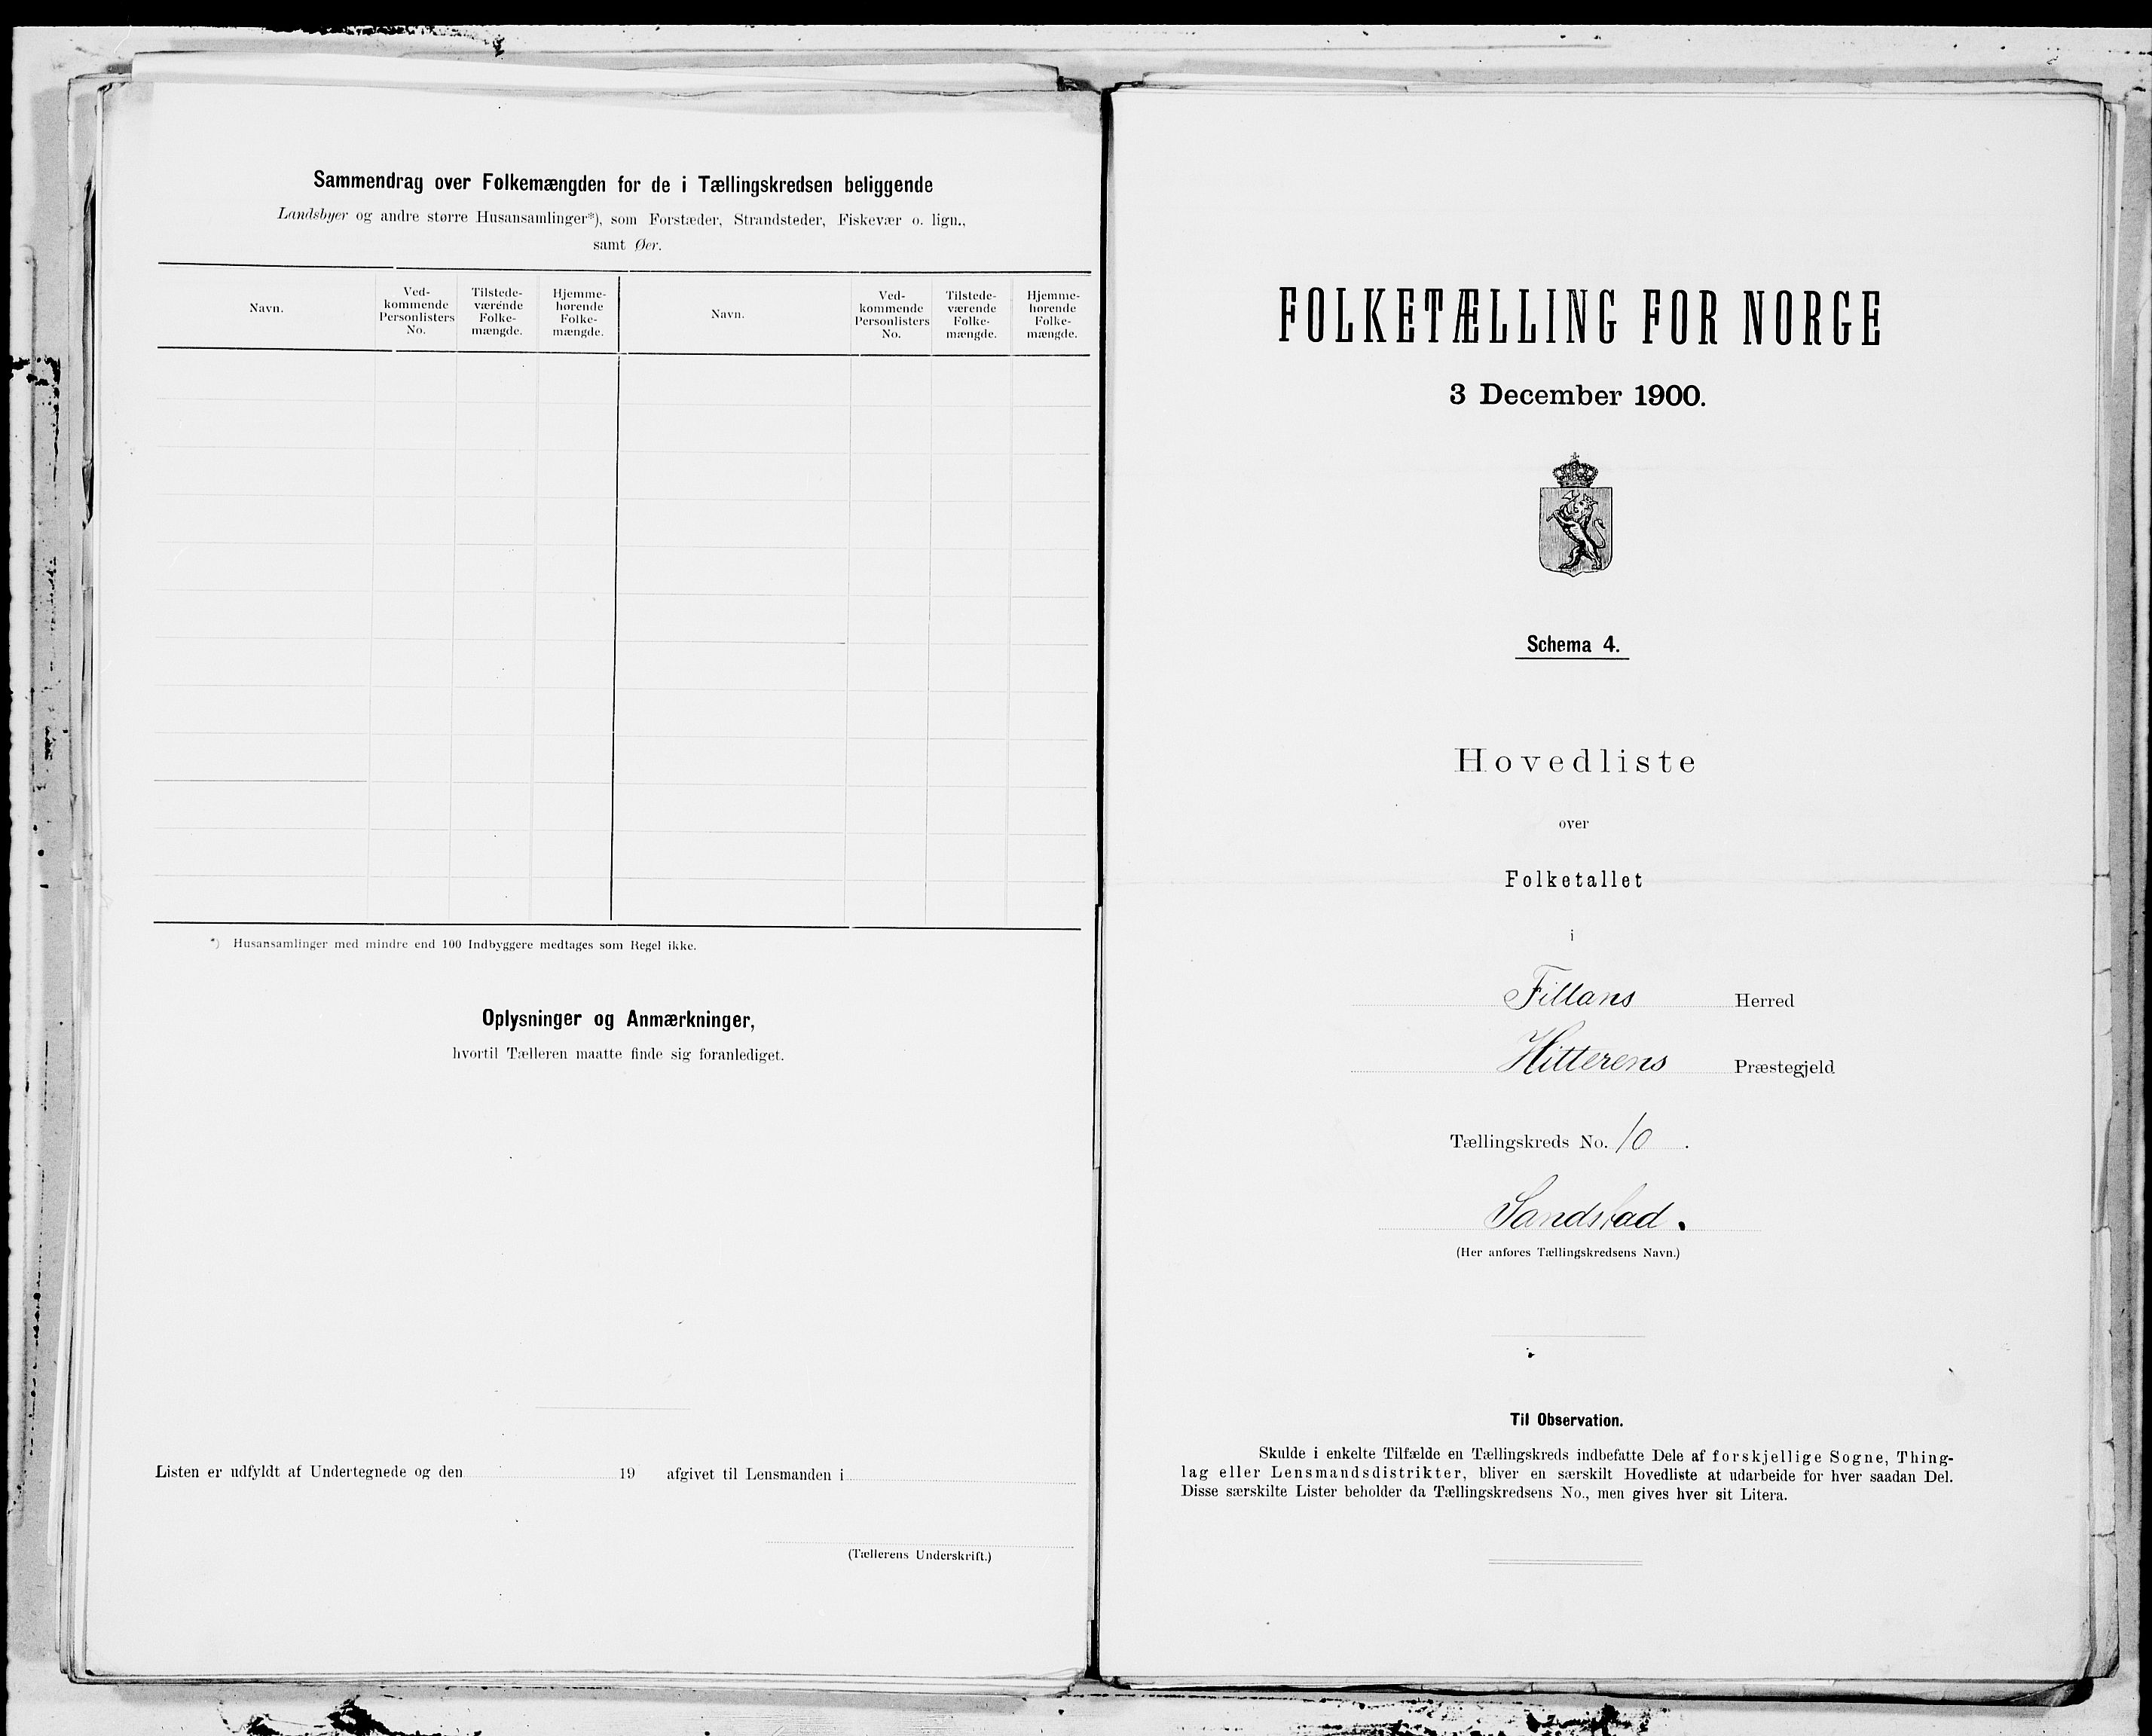 Sammendrag over Folkemængden for de i Tællingskredsen beliggende
Landsbyer og andre større Husansamlinger*), som Forstæder, Strandsteder, Fiskevær o. lign.,
samt Øer.
Navn.
Ved-
kommende
Personlisters
No.
Tilstede-
værende
Folke-
mængde.
Hjemme-
hørende
Folke-
mængde.
Navn.
Ved-
kommende
Personlisters
No.
Tilstede-
værende
Folke-
mængde.
Hjemme-
hørende
Folke-
mængde.
*) Husansamlinger med mindre end 100 Indbyggere medtages som Regel ikke.
Oplysninger og Anmærkninger,
hvortil Tælleren maatte finde sig foranlediget.
Listen er udfyldt af Undertegnede og den 19 afgivet til Lensmanden i
(Tællerens Underskrift.)
FOLKETÆLLING FOR NORGE
3 December 1900.
Schema 4.
Hovedliste
over
Folketallet
i
Fillans Herred
Hitterens Præstegjeld
Tællingskreds No. 10.
Sandstad.
(Her anføres Tællingskredsens Navn.)
Til Observation.
Skulde i enkelte Tilfælde en Tællingskreds indbefatte Dele af forskjellige Sogne, Thing-
lag eller Lensmandsdistrikter, bliver en særskilt Hovedliste at udarbeide for hver saadan Del.
Disse særskilte Lister beholder da Tællingskredsens No., men gives hver sit Litera.